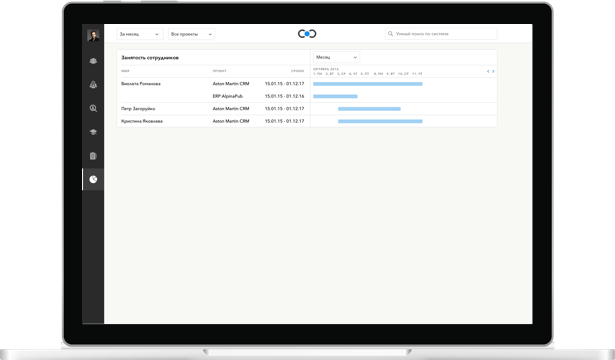 За месяц
Все проекты
Умный поиск по системе
Занятость сотрудников
Месяц
ИМЯ ПРОЕКТ СРОКИ
ОКТЯБРЬ 2015
Виолата Романова Aston Martin CRM 15.01.15 - 01.12.17
ERP AlpinaPub. 15.01.15 - 01.12.16
Петр Загоруйко Aston Martin CRM 15.01.15 - 01.12.17
Кристина Яковлева Aston Martin CRM 15.01.15 - 01.12.17